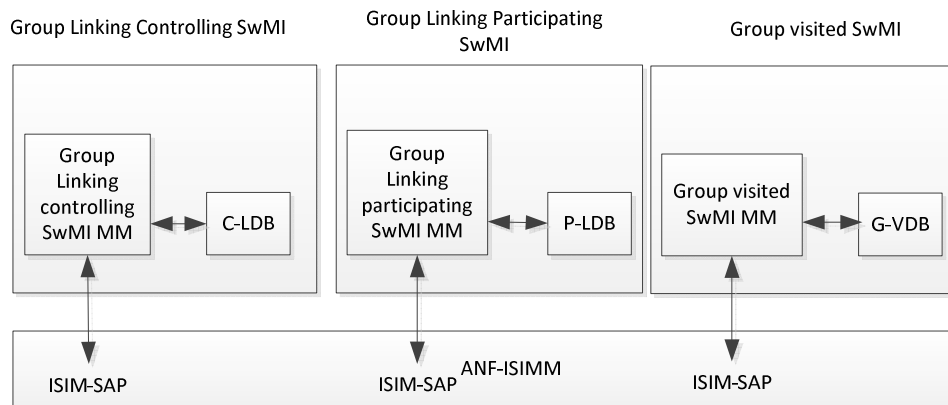 Group Linking Controlling SwMI
Group Linking Participating
SwMI
Group visited SwMI
Group
Linking
controlling
SwMI MM
C-LDB
Group
Linking
participating
SwMI MM
P-LDB
Group visited
SwMI MM
G-VDB
ANF-ISIMM
ISIM-SAP
ISIM-SAP
ISIM-SAP